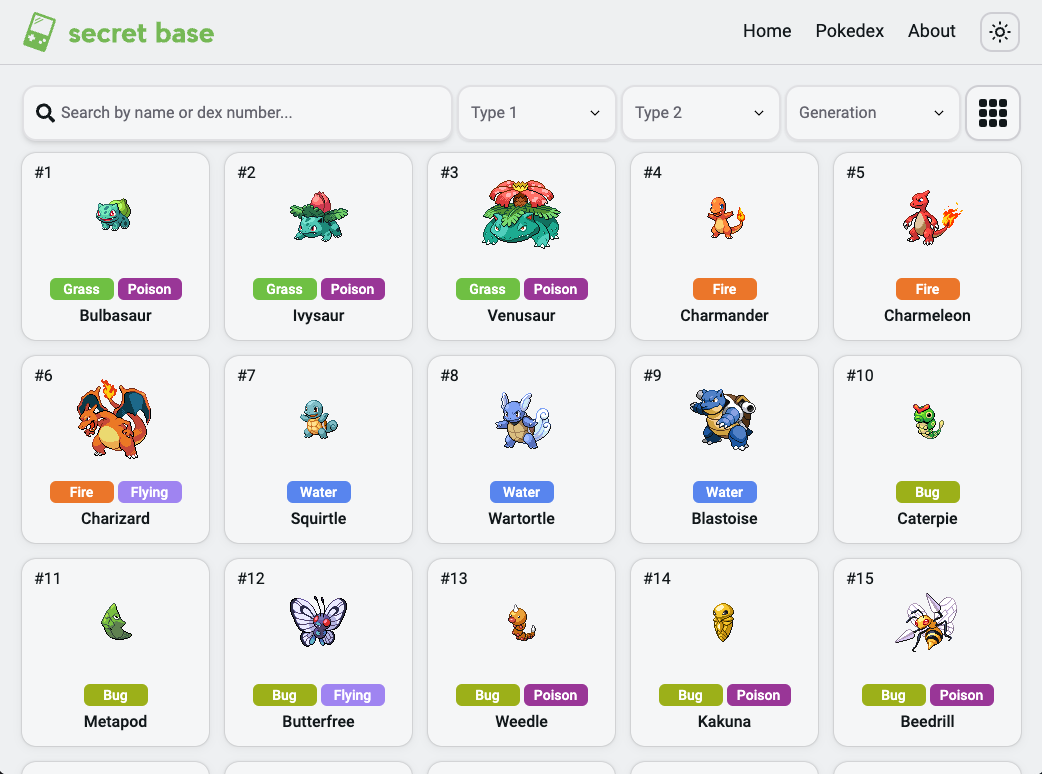 secret base
Home Pokedex About
Search by name or dex number... Type 1 Type 2 Generation
#1 #2 #3 #4 #5
Grass Poison Grass Poison Grass Poison Fire Fire
Bulbasaur Ivysaur Venusaur Charmander Charmeleon
#6 #7 #8 #9 #10
Fire Flying Water Water Water Bug
Charizard Squirtle Wartortle Blastoise Caterpie
#11 #12 #13 #14 #15
Bug Bug Flying Bug Poison Bug Poison Bug Poison
Metapod Butterfree Weedle Kakuna Beedrill